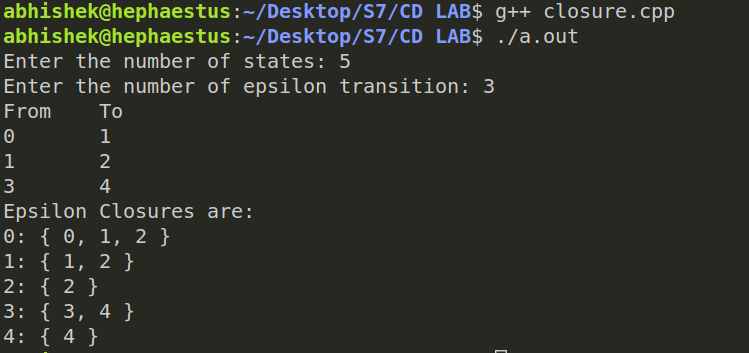 abhishek@hephaestus:~/Desktop/S7/CD LAB$ g++ closure.cpp
abhishek@hephaestus:~/Desktop/S7/CD LAB$ ./a.out
Enter the number of states: 5
Enter the number of epsilon transition: 3
From    To
0       1
1       2
3       4
Epsilon Closures are:
0: { 0, 1, 2 }
1: { 1, 2 }
2: { 2 }
3: { 3, 4 }
4: { 4 }